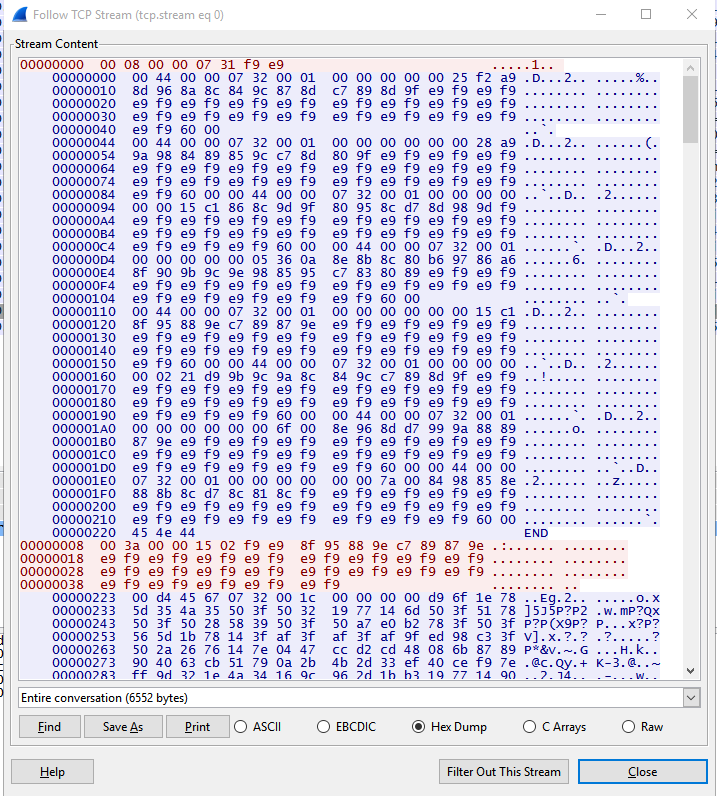 Follow TCP Stream (tcp.stream eq 0)
Stream Content
00000000 00 08 00 00 07 31 f9 e9 .....1..
00000000 00 44 00 00 07 32 00 01 00 00 00 00 00 25 f2 a9 .D...2.. .....%..
00000010 8d 96 8a 8c 84 9c 87 8d c7 89 8d 9f e9 f9 e9 f9 ........ ........
00000020 e9 f9 e9 f9 e9 f9 e9 f9 e9 f9 e9 f9 e9 f9 e9 f9 ........ ........
00000030 e9 f9 e9 f9 e9 f9 e9 f9 e9 f9 e9 f9 e9 f9 e9 f9 ........ ........
00000040 e9 f9 60 00 ..`.
00000044 00 44 00 00 07 32 00 01 00 00 00 00 00 00 28 a9 .D...2.. ......(.
00000054 9a 98 84 89 85 9c c7 8d 80 9f e9 f9 e9 f9 e9 f9 ........ ........
00000064 e9 f9 e9 f9 e9 f9 e9 f9 e9 f9 e9 f9 e9 f9 e9 f9 ........ ........
00000074 e9 f9 e9 f9 e9 f9 e9 f9 e9 f9 e9 f9 e9 f9 e9 f9 ........ ........
00000084 e9 f9 60 00 00 44 00 00 07 32 00 01 00 00 00 00 ..`..D.. .2......
00000094 00 00 15 c1 86 8c 9d 9f 80 95 8c d7 8d 98 9d f9 ........ ........
000000A4 e9 f9 e9 f9 e9 f9 e9 f9 e9 f9 e9 f9 e9 f9 e9 f9 ........ ........
000000B4 e9 f9 e9 f9 e9 f9 e9 f9 e9 f9 e9 f9 e9 f9 e9 f9 ........ ........
000000C4 e9 f9 e9 f9 e9 f9 60 00 00 44 00 00 07 32 00 01 ......`. .D...2..
000000D4 00 00 00 00 00 05 36 0a 8e 8b 8c 80 b6 97 86 a6 ......6. ........
000000E4 8f 90 9b 9c 9e 98 85 95 c7 83 80 89 e9 f9 e9 f9 ........ ........
000000F4 e9 f9 e9 f9 e9 f9 e9 f9 e9 f9 e9 f9 e9 f9 e9 f9 ........ ........
00000104 e9 f9 e9 f9 e9 f9 e9 f9 e9 f9 60 00 ........ ..`.
00000110 00 44 00 00 07 32 00 01 00 00 00 00 00 00 15 c1 .D...2.. ........
00000120 8f 95 88 9e c7 89 87 9e e9 f9 e9 f9 e9 f9 e9 f9 ........ ........
00000130 e9 f9 e9 f9 e9 f9 e9 f9 e9 f9 e9 f9 e9 f9 e9 f9 ........ ........
00000140 e9 f9 e9 f9 e9 f9 e9 f9 e9 f9 e9 f9 e9 f9 e9 f9 ........ ........
00000150 e9 f9 60 00 00 44 00 00 07 32 00 01 00 00 00 00 ..`..D.. .2......
00000160 00 02 21 d9 9b 9c 9a 8c 84 9c c7 89 8d 9f e9 f9 ..!..... ........
00000170 e9 f9 e9 f9 e9 f9 e9 f9 e9 f9 e9 f9 e9 f9 e9 f9 ........ ........
00000180 e9 f9 e9 f9 e9 f9 e9 f9 e9 f9 e9 f9 e9 f9 e9 f9 ........ ........
00000190 e9 f9 e9 f9 e9 f9 60 00 00 44 00 00 07 32 00 01 ......`. .D...2..
000001A0 00 00 00 00 00 00 6f 00 8e 96 8d d7 99 9a 88 89 ......o. ........
000001B0 87 9e e9 f9 e9 f9 e9 f9 e9 f9 e9 f9 e9 f9 e9 f9 ........ ........
000001C0 e9 f9 e9 f9 e9 f9 e9 f9 e9 f9 e9 f9 e9 f9 e9 f9 ........ ........
000001D0 e9 f9 e9 f9 e9 f9 e9 f9 e9 f9 60 00 00 44 00 00 ........ ..`..D..
000001E0 07 32 00 01 00 00 00 00 00 00 7a 00 84 98 85 8e .2...... ..z.....
000001F0 88 8b 8c d7 8c 81 8c f9 e9 f9 e9 f9 e9 f9 e9 f9 ........ ........
00000200 e9 f9 e9 f9 e9 f9 e9 f9 e9 f9 e9 f9 e9 f9 e9 f9 ........ ........
00000210 e9 f9 e9 f9 e9 f9 e9 f9 e9 f9 e9 f9 e9 f9 60 00 ........ ......`.
00000220 45 4e 44 END
00000008 00 3a 00 00 15 02 f9 e9 8f 95 88 9e c7 89 87 9e .:...... ........
00000018 e9 f9 e9 f9 e9 f9 e9 f9 e9 f9 e9 f9 e9 f9 e9 f9 ........ ........
00000028 e9 f9 e9 f9 e9 f9 e9 f9 e9 f9 e9 f9 e9 f9 e9 f9 ........ ........
00000038 e9 f9 e9 f9 e9 f9 e9 f9 e9 f9 ........ ..
00000223 00 d4 45 67 07 32 00 1c 00 00 00 00 d9 6f 1e 78 ..Eg.2.. .....o.x
00000233 5d 35 4a 35 50 3f 50 32 19 77 14 6d 50 3f 51 78 ]5J5P?P2 .w.mP?Qx
00000243 50 3f 50 28 58 39 50 3f 50 a7 e0 b2 78 3f 50 3f P?P(X9P? P...x?P?
00000253 56 5d 1b 78 14 3f af 3f af 3f af 9f ed 98 c3 3f V].x.?.? .?.....?
00000263 50 2a 26 76 14 7e 04 47 cc d2 cd 48 08 6b 87 89 P*&v.~.G ...H.k..
00000273 90 40 63 cb 51 79 0a 2b 4b 2d 33 ef 40 ce f9 7e .@c.Qy.+ K-3.@..~
00000283 ff 9d 32 1e 4a 34 16 9c 96 2d 1b b3 19 77 14 90 ..2.J4.. .-...w..
Entire conversation (6552 bytes)
Find
Save As
Print
ASCII
EBCDIC
Hex Dump
C Arrays
Raw
Help
Filter Out This Stream
Close